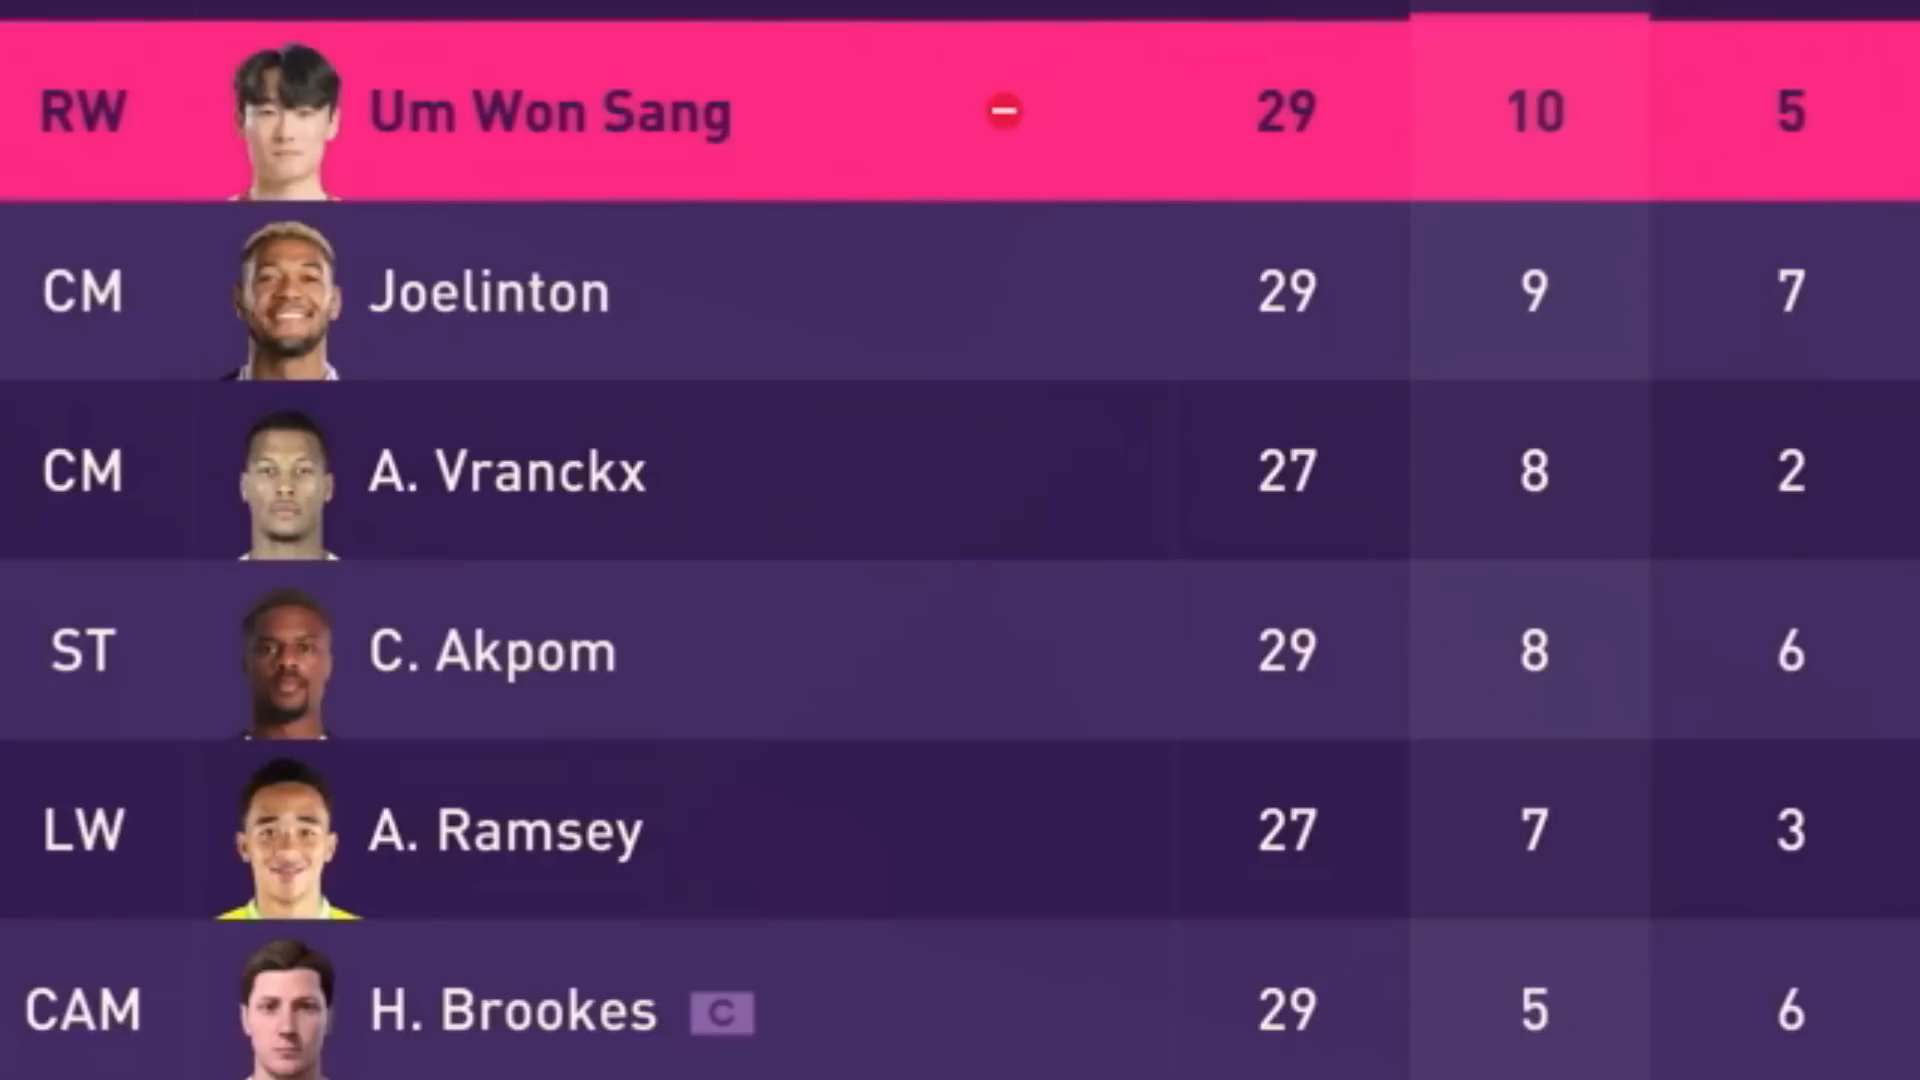 RW Um Won Sang 29 10 5
CM Joelinton 29 9 7
CM A. Vranckx 27 8 2
ST C. Akpom 29 8 6
LW A. Ramsey 27 7 3
CAM H. Brookes C 29 5 6